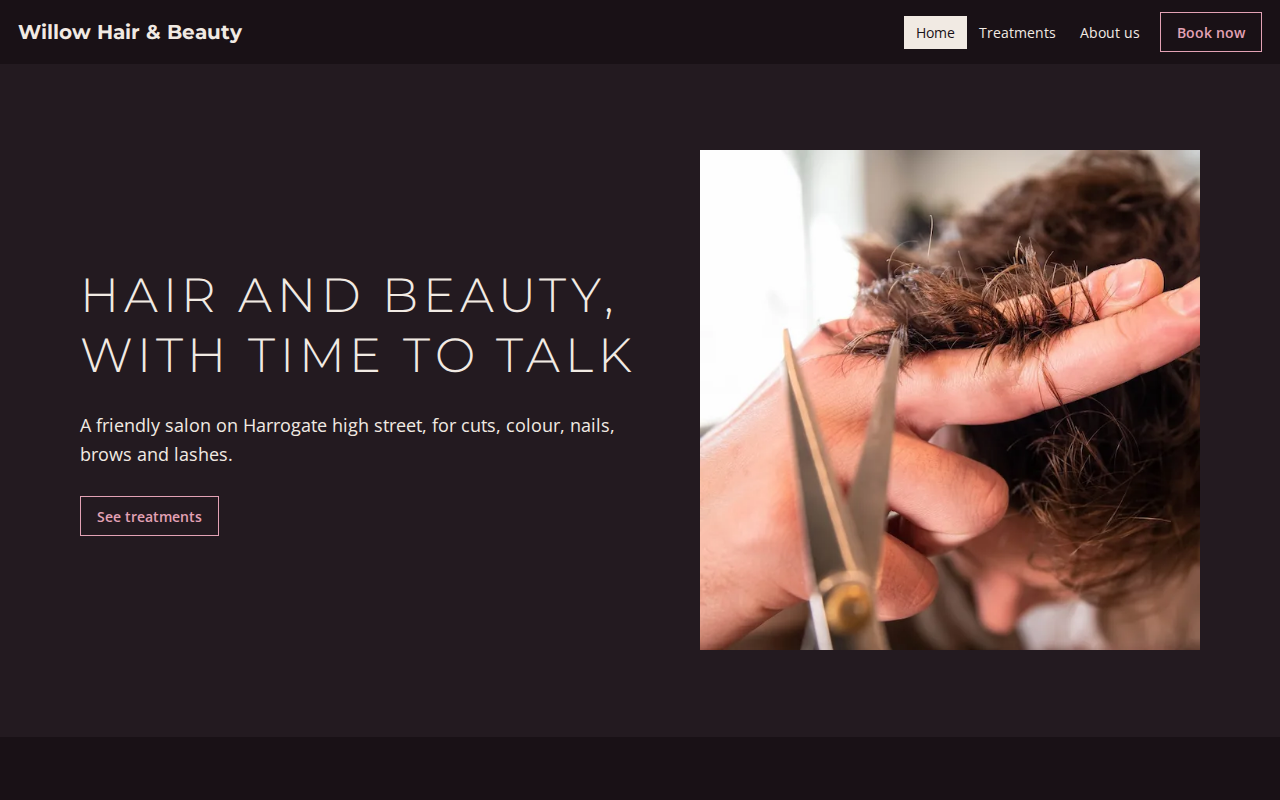 Willow Hair & Beauty
Home
Treatments
About us
Book now
HAIR AND BEAUTY,
WITH TIME TO TALK
A friendly salon on Harrogate high street, for cuts, colour, nails,
brows and lashes.
See treatments